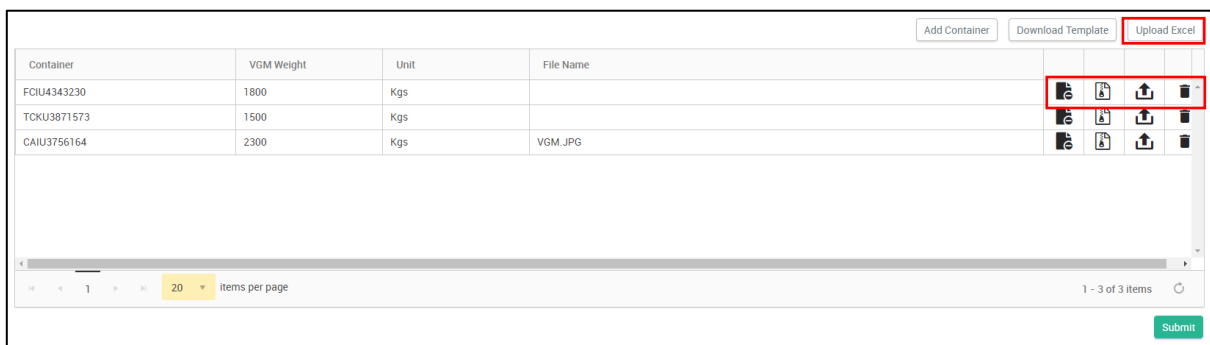 Add Container Download Template Upload Excel
Container VGM Weight Unit File Name
FCIU4343230 1800 Kgs
TCKU3871573 1500 Kgs
CAIU3756164 2300 Kgs VGM.JPG
1 20 items per page 1 - 3 of 3 items
Submit